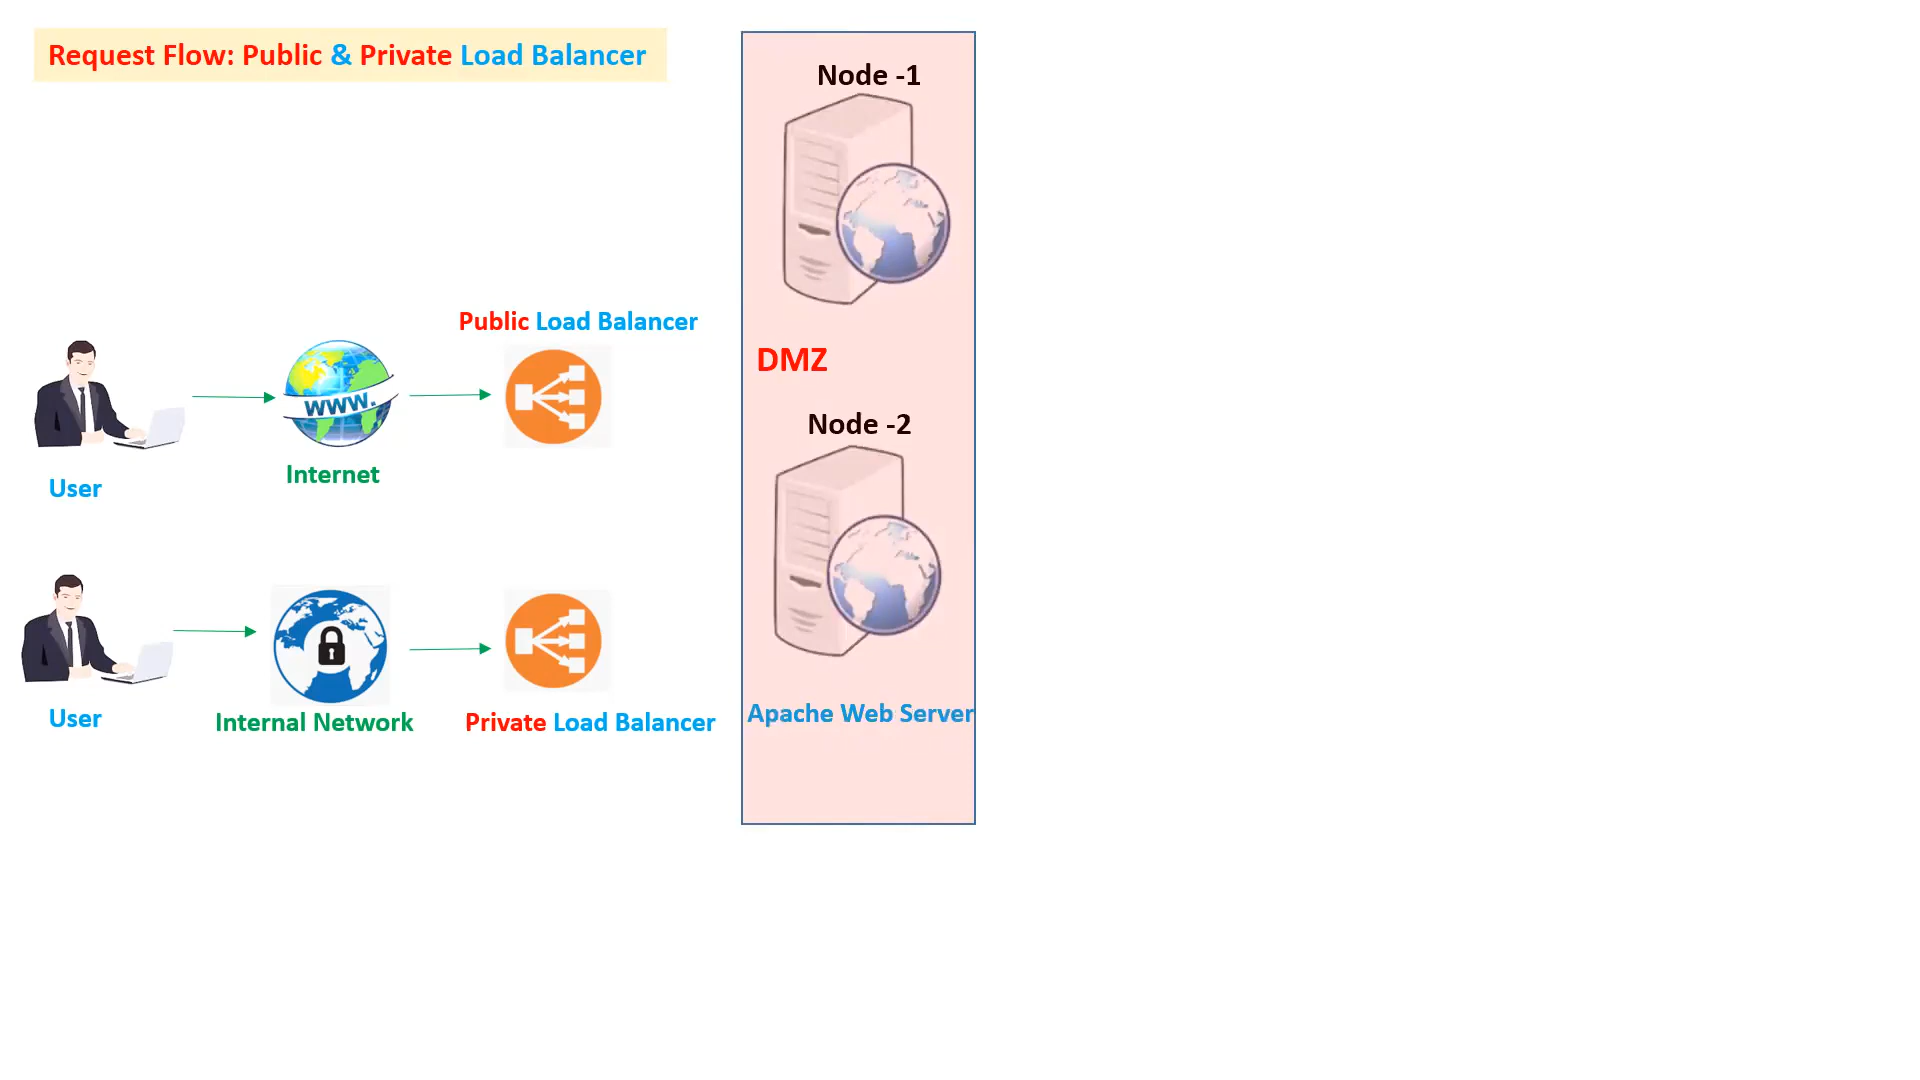 Request Flow: Public & Private Load Balancer
Node -1
Public Load Balancer
DMZ
WWW.
Node -2
Internet
User
User
Internal Network
Private Load Balancer
Apache Web Server